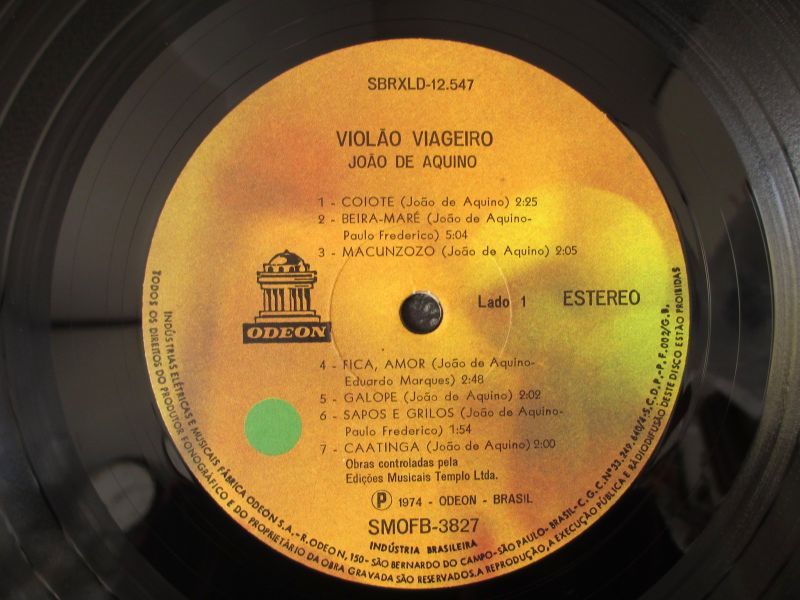 SBRXLD-12.547
VIOLÃO VIAGEIRO
JOÃO DE AQUINO
1 - COIOTE (João de Aquino) 2:25
2 - BEIRA-MARÉ (João de Aquino-
Paulo Frederico) 5:04
3 - MACUNZOZO (João de Aquino) 2:05
ODEON
Lado 1 ESTEREO
4 - FICA, AMOR (João de Aquino-
Eduardo Marques) 2:48
5 - GALOPE (João de Aquino) 2:02
6 - SAPOS E GRILOS (João de Aquino-
Paulo Frederico) 1:54
7 - CAATINGA (João de Aquino) 2:00
Obras controladas pela
Edições Musicais Templo Ltda.
Ⓟ 1974 - ODEON - BRASIL
SMOFB-3827
INDÚSTRIA BRASILEIRA
INDÚSTRIAS ELÉTRICAS E MUSICAIS FÁBRICA ODEON S.A.-R.ODEON, 150-SÃO BERNARDO DO CAMPO-SÃO PAULO-BRASIL-C.G.C. Nº 33.249.640/8-S.C.D.P.-P.F.002/G.B.
TODOS OS DIREITOS DO PRODUTOR FONOGRÁFICO E DO PROPRIETÁRIO DA OBRA GRAVADA SÃO RESERVADOS. A REPRODUÇÃO, A EXECUÇÃO PÚBLICA E RADIODIFUSÃO DESTE DISCO ESTÃO PROIBIDAS